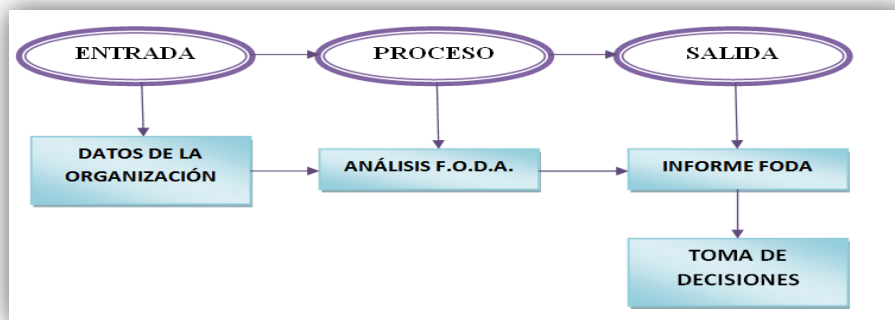 ENTRADA
PROCESO
SALIDA
DATOS DE LA
ORGANIZACIÓN
ANÁLISIS F.O.D.A.
INFORME FODA
TOMA DE
DECISIONES